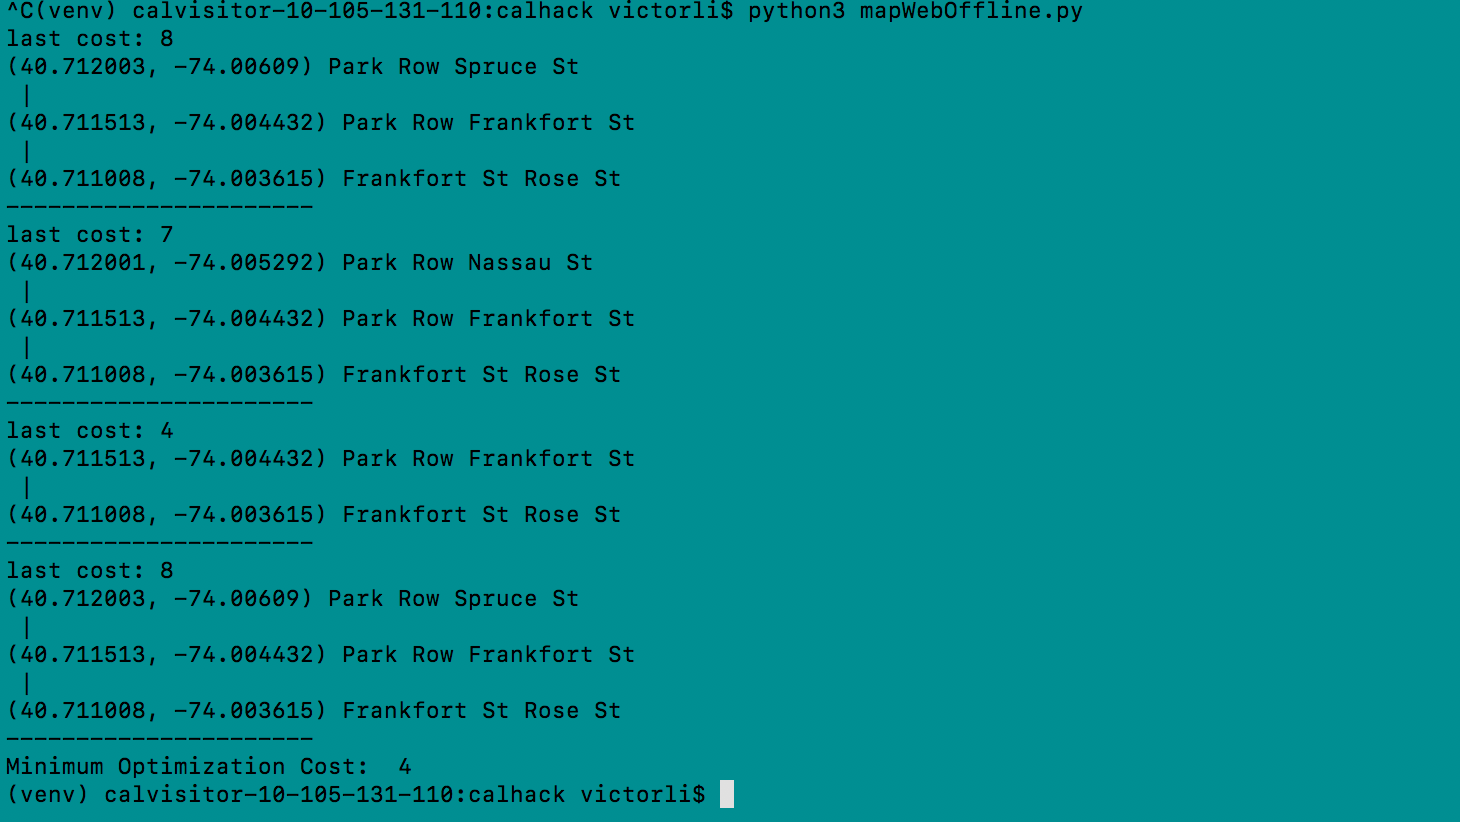 ^C(venv) calvisitor-10-105-131-110:calhack victorli$ python3 mapWebOffline.py
last cost: 8
(40.712003, -74.00609) Park Row Spruce St
 |
(40.711513, -74.004432) Park Row Frankfort St
 |
(40.711008, -74.003615) Frankfort St Rose St
----------------------
last cost: 7
(40.712001, -74.005292) Park Row Nassau St
 |
(40.711513, -74.004432) Park Row Frankfort St
 |
(40.711008, -74.003615) Frankfort St Rose St
----------------------
last cost: 4
(40.711513, -74.004432) Park Row Frankfort St
 |
(40.711008, -74.003615) Frankfort St Rose St
----------------------
last cost: 8
(40.712003, -74.00609) Park Row Spruce St
 |
(40.711513, -74.004432) Park Row Frankfort St
 |
(40.711008, -74.003615) Frankfort St Rose St
----------------------
Minimum Optimization Cost:  4
(venv) calvisitor-10-105-131-110:calhack victorli$